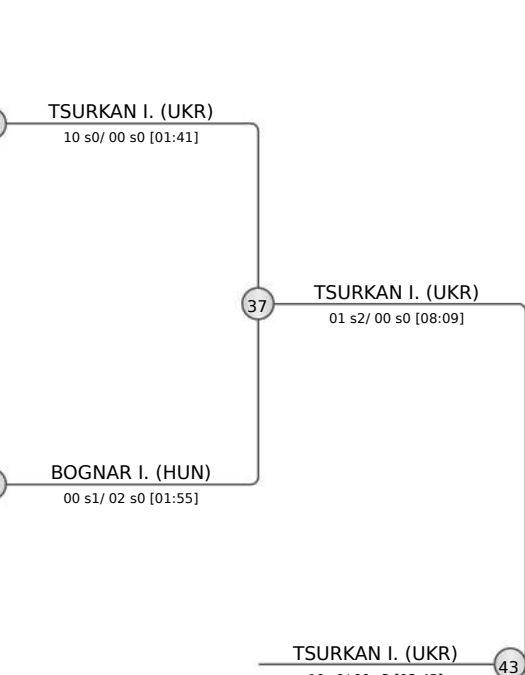 TSURKAN I. (UKR)
10 s0/ 00 s0 [01:41]
37
TSURKAN I. (UKR)
01 s2/ 00 s0 [08:09]
BOGNAR I. (HUN)
00 s1/ 02 s0 [01:55]
TSURKAN I. (UKR)
43